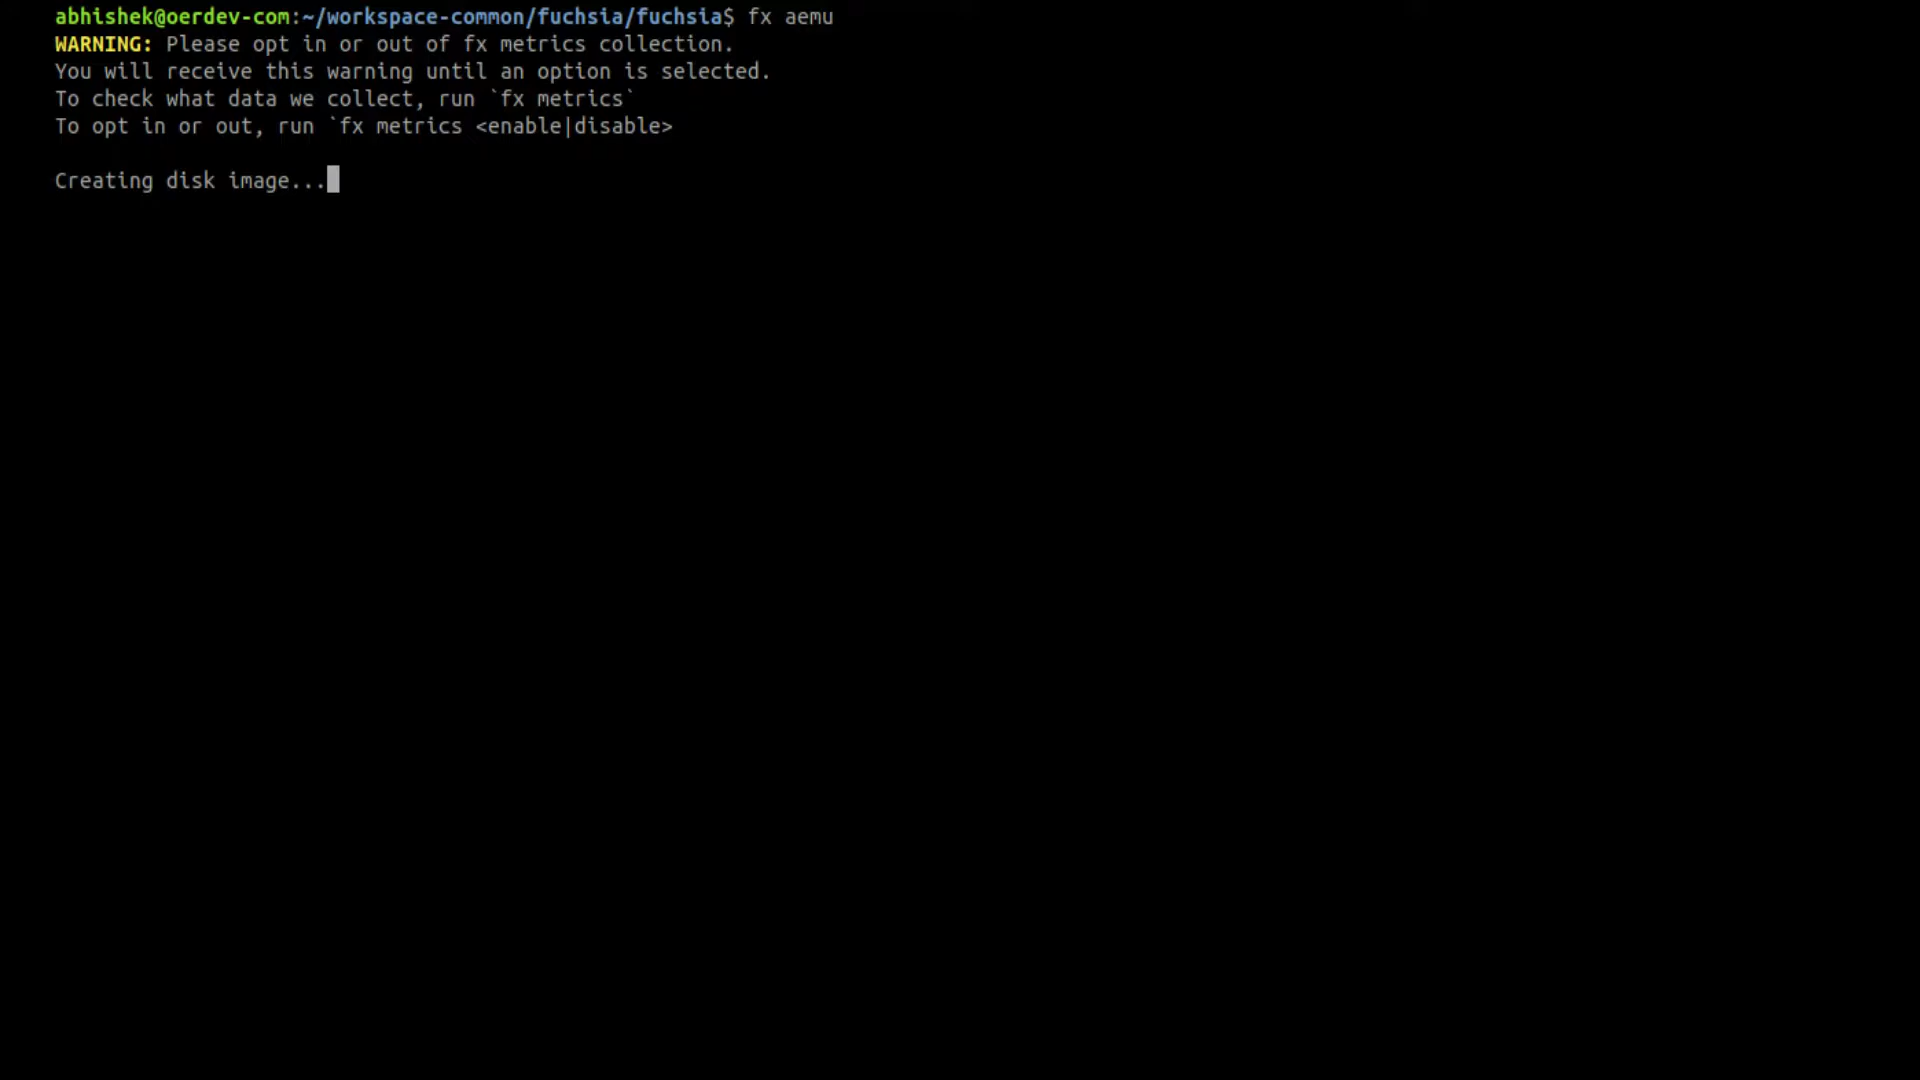 abhishek@oerdev-com:~/workspace-common/fuchsia/fuchsia$ fx aemu
WARNING: Please opt in or out of fx metrics collection.
You will receive this warning until an option is selected.
To check what data we collect, run `fx metrics`
To opt in or out, run `fx metrics <enable|disable>
Creating disk image...